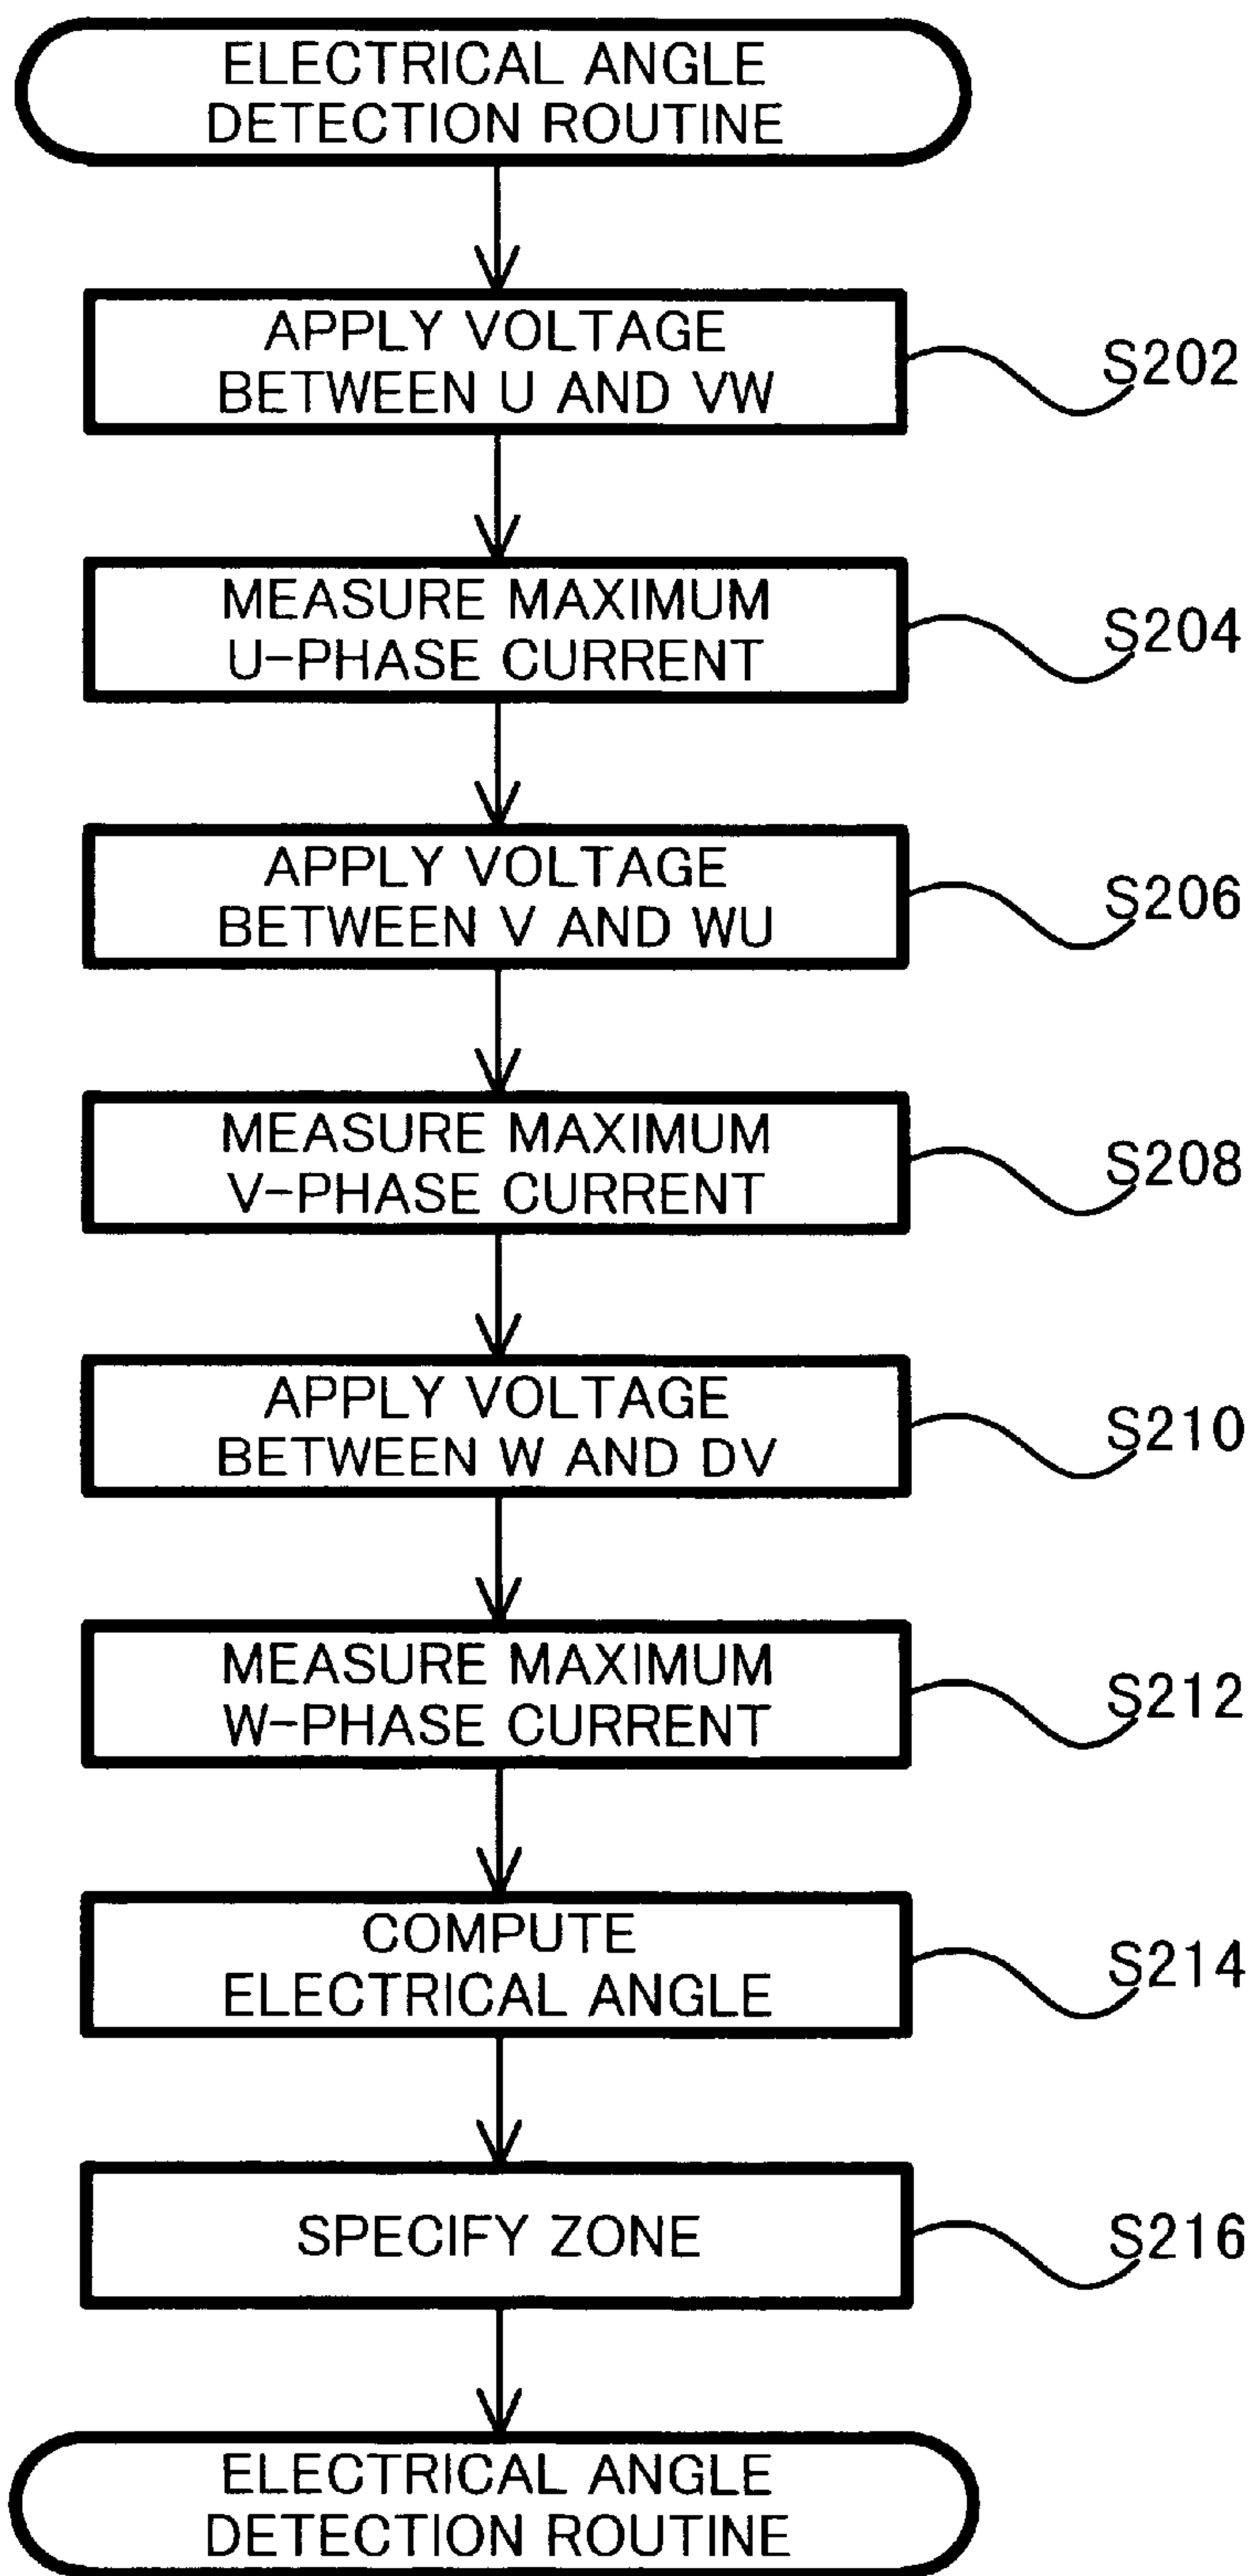 ELECTRICAL ANGLE
DETECTION ROUTINE
APPLY VOLTAGE
BETWEEN U AND VW
S202
MEASURE MAXIMUM
U-PHASE CURRENT
S204
APPLY VOLTAGE
BETWEEN V AND WU
S206
MEASURE MAXIMUM
V-PHASE CURRENT
S208
APPLY VOLTAGE
BETWEEN W AND DV
S210
MEASURE MAXIMUM
W-PHASE CURRENT
S212
COMPUTE
ELECTRICAL ANGLE
S214
SPECIFY ZONE
S216
ELECTRICAL ANGLE
DETECTION ROUTINE